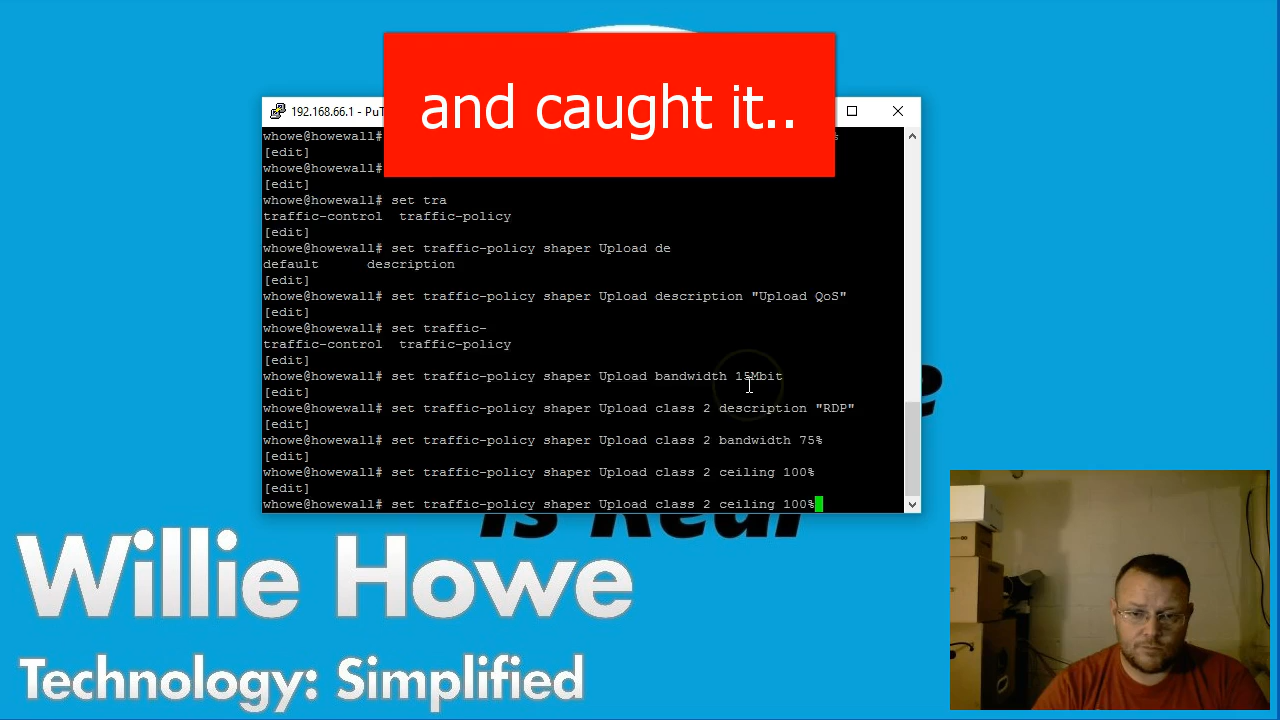 and caught it..
192.168.66.1 - PuT
whowe@howewall#
[edit]
whowe@howewall#
[edit]
whowe@howewall# set tra
traffic-control traffic-policy
[edit]
whowe@howewall# set traffic-policy shaper Upload de
default description
[edit]
whowe@howewall# set traffic-policy shaper Upload description "Upload QoS"
[edit]
whowe@howewall# set traffic-
traffic-control traffic-policy
[edit]
whowe@howewall# set traffic-policy shaper Upload bandwidth 15Mbit
[edit]
whowe@howewall# set traffic-policy shaper Upload class 2 description "RDP"
[edit]
whowe@howewall# set traffic-policy shaper Upload class 2 bandwidth 75%
[edit]
whowe@howewall# set traffic-policy shaper Upload class 2 ceiling 100%
[edit]
whowe@howewall# set traffic-policy shaper Upload class 2 ceiling 100%
is Real
Willie Howe
Technology: Simplified